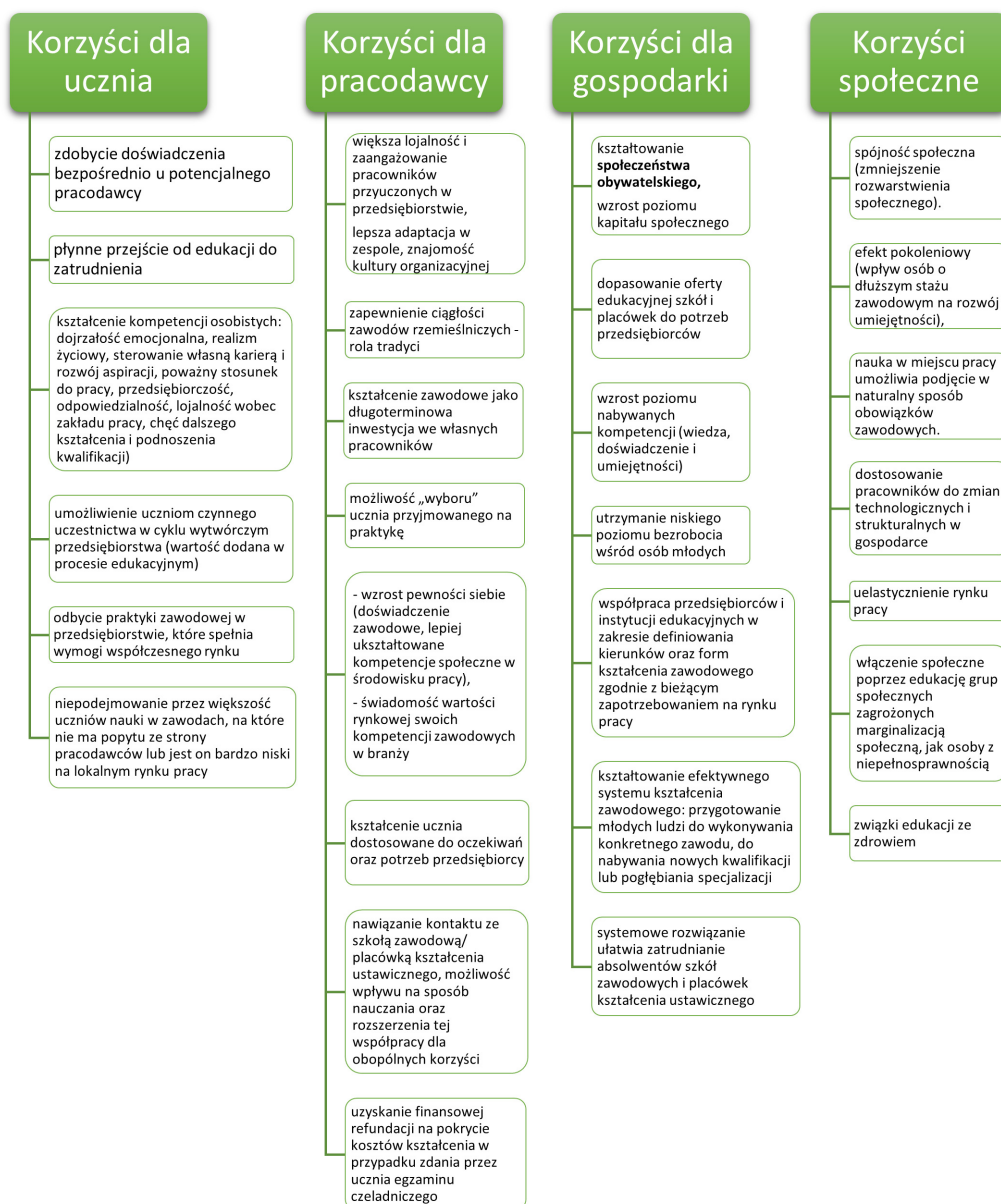 Korzyści dla
ucznia
zdobycie doświadczenia
bezpośrednio u potencjalnego
pracodawcy
płynne przejście od edukacji do
zatrudnienia
kształcenie kompetencji osobistych:
dojrzałość emocjonalna, realizm
życiowy, sterowanie własną karierą i
rozwój aspiracji, poważny stosunek
do pracy, przedsiębiorczość,
odpowiedzialność, lojalność wobec
zakładu pracy, chęć dalszego
kształcenia i podnoszenia
kwalifikacji)
umożliwienie uczniom czynnego
uczestnictwa w cyklu wytwórczym
przedsiębiorstwa (wartość dodana w
procesie edukacyjnym)
odbycie praktyki zawodowej w
przedsiębiorstwie, które spełnia
wymogi współczesnego rynku
niepodejmowanie przez większość
uczniów nauki w zawodach, na które
nie ma popytu ze strony
pracodawców lub jest on bardzo niski
na lokalnym rynku pracy
Korzyści dla
pracodawcy
większa lojalność i
zaangażowanie
pracowników
przyuczonych w
przedsiębiorstwie,
lepsza adaptacja w
zespole, znajomość
kultury organizacyjnej
zapewnienie ciągłości
zawodów rzemieślniczych -
rola tradyci
kształcenie zawodowe jako
długoterminowa
inwestycja we własnych
pracowników
możliwość „wyboru”
ucznia przyjmowanego na
praktykę
- wzrost pewności siebie
(doświadczenie
zawodowe, lepiej
ukształtowane
kompetencje społeczne w
środowisku pracy),
- świadomość wartości
rynkowej swoich
kompetencji zawodowych
w branży
kształcenie ucznia
dostosowane do oczekiwań
oraz potrzeb przedsiębiorcy
nawiązanie kontaktu ze
szkołą zawodową/
placówką kształcenia
ustawicznego, możliwość
wpływu na sposób
nauczania oraz
rozszerzenia tej
współpracy dla
obopólnych korzyści
uzyskanie finansowej
refundacji na pokrycie
kosztów kształcenia w
przypadku zdania przez
ucznia egzaminu
czeladniczego
Korzyści dla
gospodarki
kształtowanie
społeczeństwa
obywatelskiego,
wzrost poziomu
kapitału społecznego
dopasowanie oferty
edukacyjnej szkół i
placówek do potrzeb
przedsiębiorców
wzrost poziomu
nabywanych
kompetencji (wiedza,
doświadczenie i
umiejętności)
utrzymanie niskiego
poziomu bezrobocia
wśród osób młodych
współpraca przedsiębiorców i
instytucji edukacyjnych w
zakresie definiowania
kierunków oraz form
kształcenia zawodowego
zgodnie z bieżącym
zapotrzebowaniem na rynku
pracy
kształtowanie efektywnego
systemu kształcenia
zawodowego: przygotowanie
młodych ludzi do wykonywania
konkretnego zawodu, do
nabywania nowych kwalifikacji
lub pogłębiania specjalizacji
systemowe rozwiązanie
ułatwia zatrudnianie
absolwentów szkół
zawodowych i placówek
kształcenia ustawicznego
Korzyści
społeczne
spójność społeczna
(zmniejszenie
rozwarstwienia
społecznego).
efekt pokoleniowy
(wpływ osób o
dłuższym stażu
zawodowym na rozwój
umiejętności),
nauka w miejscu pracy
umożliwia podjęcie w
naturalny sposób
obowiązków
zawodowych.
dostosowanie
pracowników do zmian
technologicznych i
strukturalnych w
gospodarce
uelastycznienie rynku
pracy
włączenie społeczne
poprzez edukację grup
społecznych
zagrożonych
marginalizacją
społeczną, jak osoby z
niepełnosprawnością
związki edukacji ze
zdrowiem